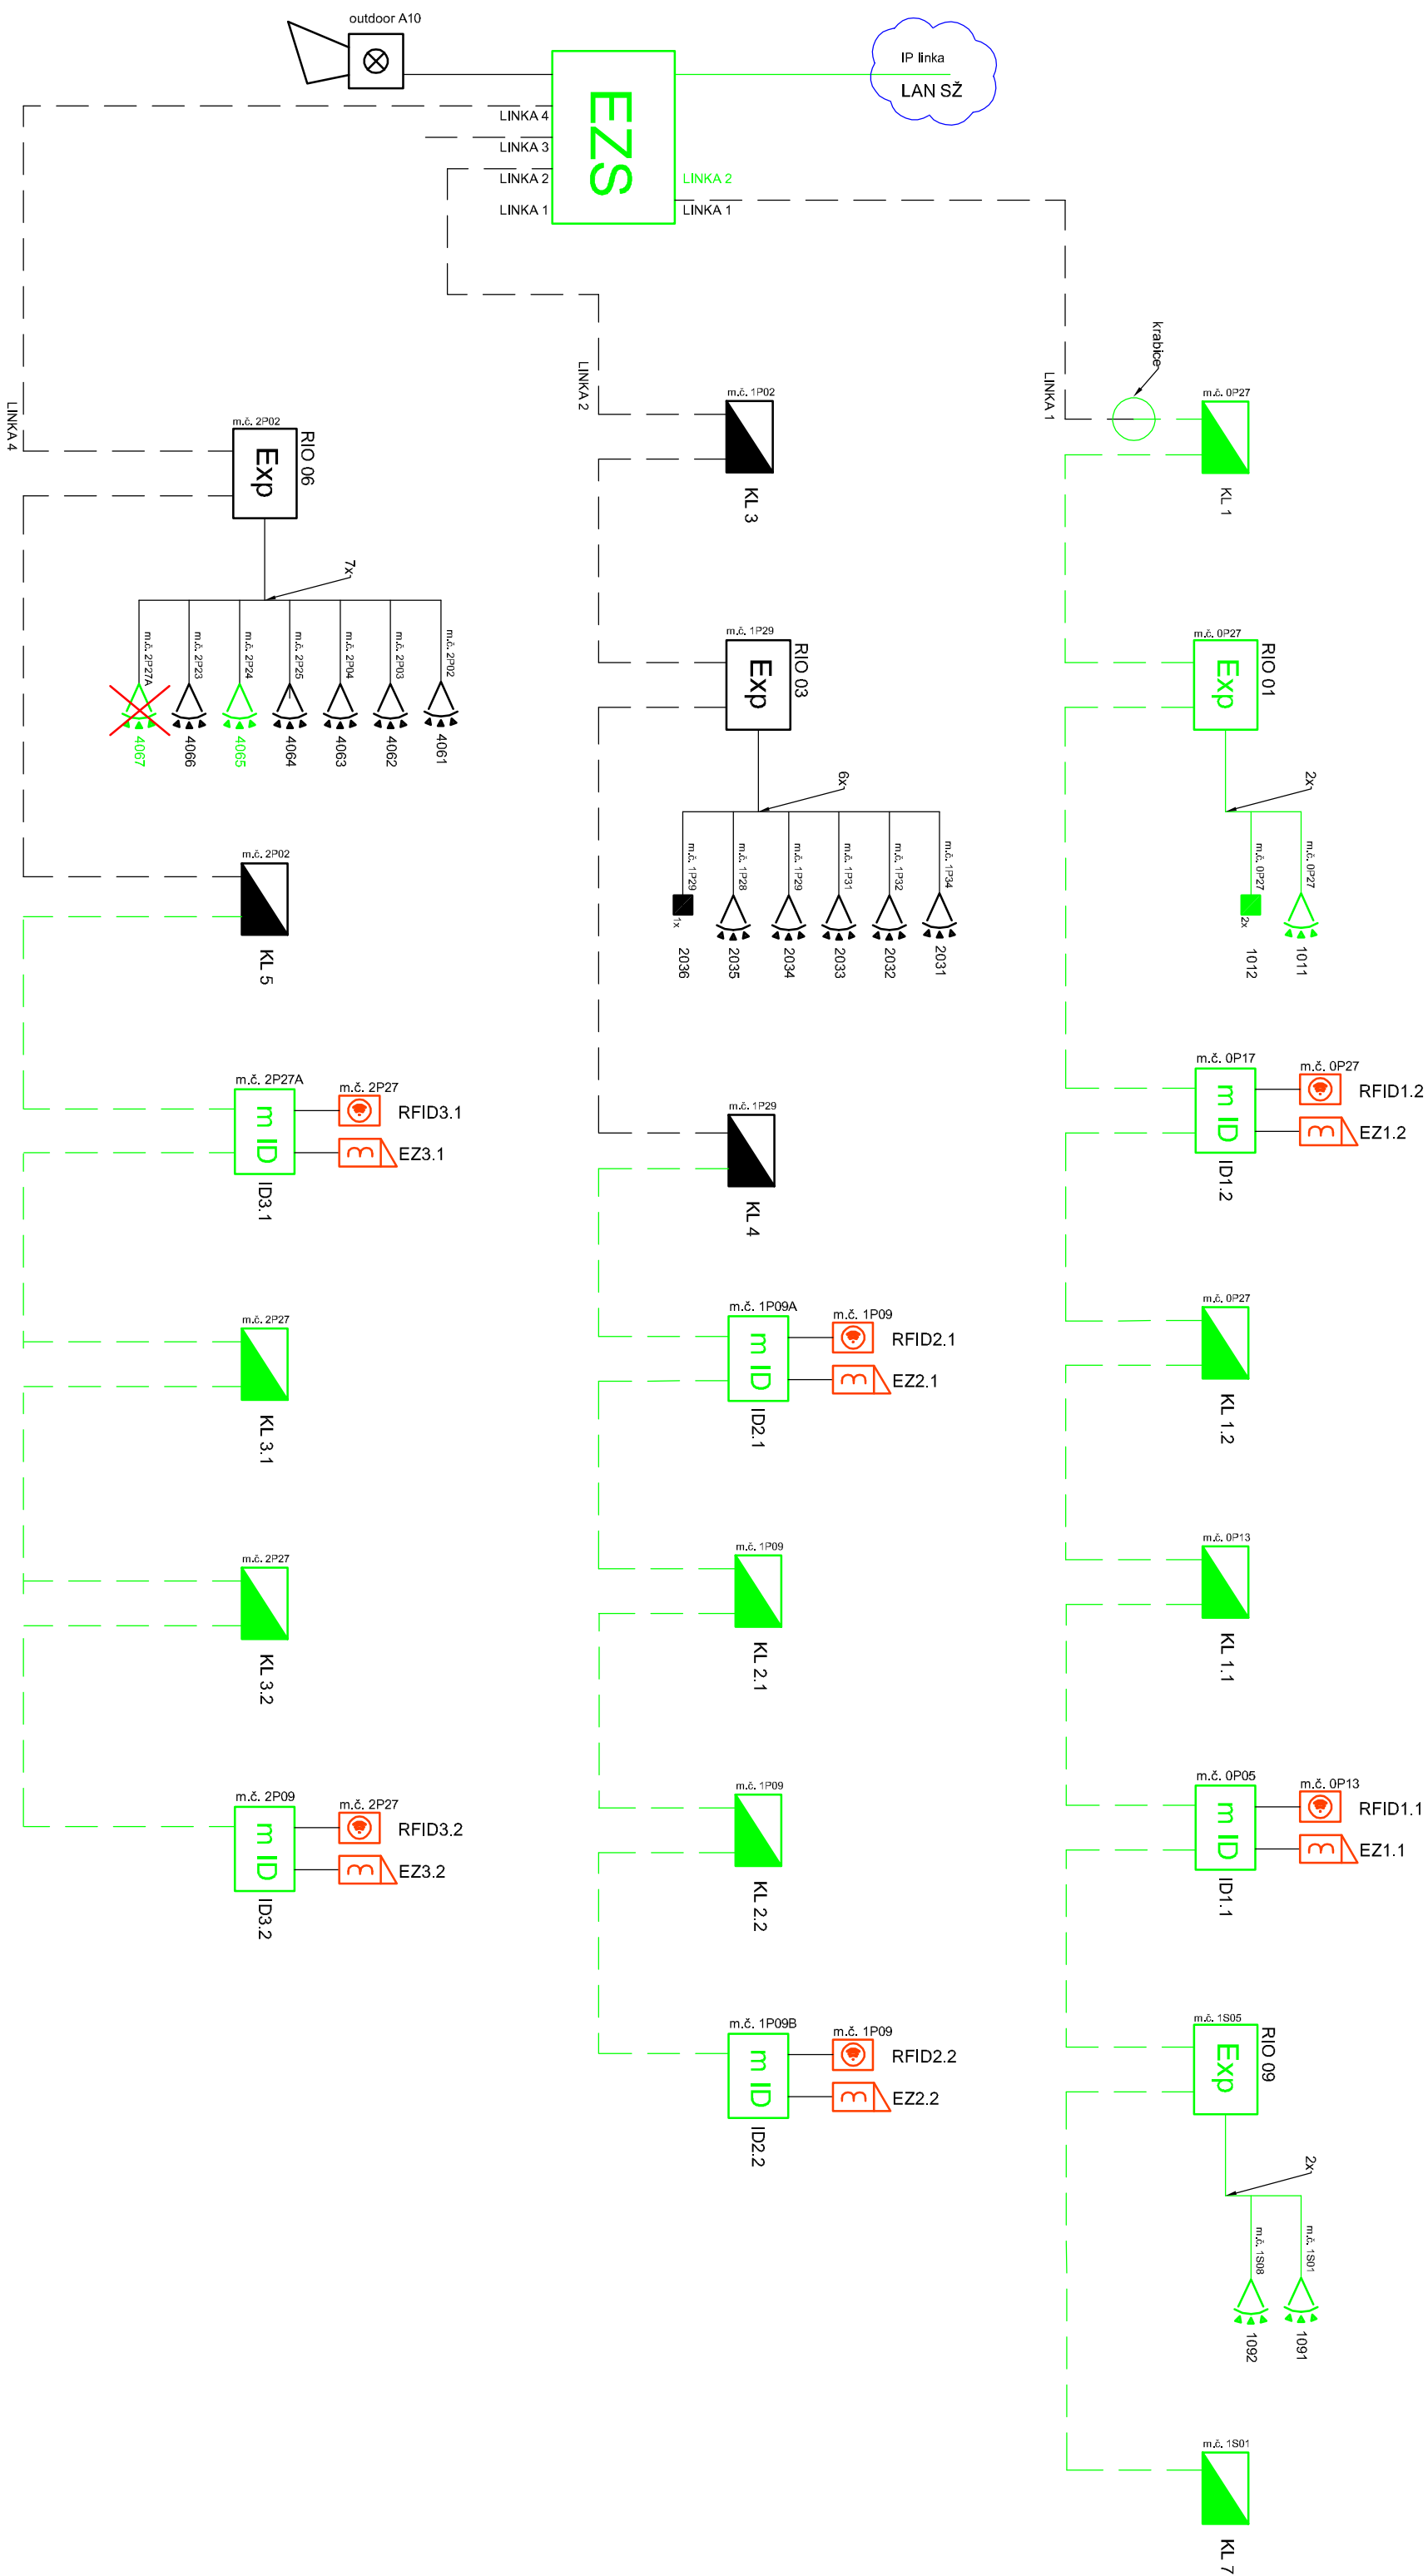 outdoor A10
IP linka
LAN SŽ
EZS
LINKA 4
LINKA 3
LINKA 2
LINKA 1
LINKA 2
LINKA 1
krabice
LINKA 1
LINKA 2
LINKA 4
m.č. 0P27
KL 1
m.č. 1P02
KL 3
m.č. 2P02
RIO 06
Exp
7x
m.č. 2P27A
m.č. 2P23
m.č. 2P24
m.č. 2P25
m.č. 2P04
m.č. 2P03
m.č. 2P02
4067
4066
4065
4064
4063
4062
4061
m.č. 1P29
RIO 03
Exp
6x
m.č. 1P29
m.č. 1P28
m.č. 1P29
m.č. 1P31
m.č. 1P32
m.č. 1P34
1x
2036
2035
2034
2033
2032
2031
m.č. 0P27
RIO 01
Exp
2x
m.č. 0P27
m.č. 0P27
2x
1012
1011
m.č. 2P02
KL 5
m.č. 2P27A
m ID
ID3.1
m.č. 2P27
RFID3.1
EZ3.1
m.č. 1P29
KL 4
m.č. 0P17
m ID
ID1.2
m.č. 0P27
RFID1.2
EZ1.2
m.č. 2P27
KL 3.1
m.č. 1P09A
m ID
ID2.1
m.č. 1P09
RFID2.1
EZ2.1
m.č. 0P27
KL 1.2
m.č. 2P27
KL 3.2
m.č. 1P09
KL 2.1
m.č. 0P13
KL 1.1
m.č. 2P09
m ID
ID3.2
m.č. 2P27
RFID3.2
EZ3.2
m.č. 1P09
KL 2.2
m.č. 0P05
m ID
ID1.1
m.č. 0P13
RFID1.1
EZ1.1
m.č. 1P09B
m ID
ID2.2
m.č. 1P09
RFID2.2
EZ2.2
m.č. 1S05
RIO 09
Exp
2x
m.č. 1S08
m.č. 1S01
1092
1091
m.č. 1S01
KL 7